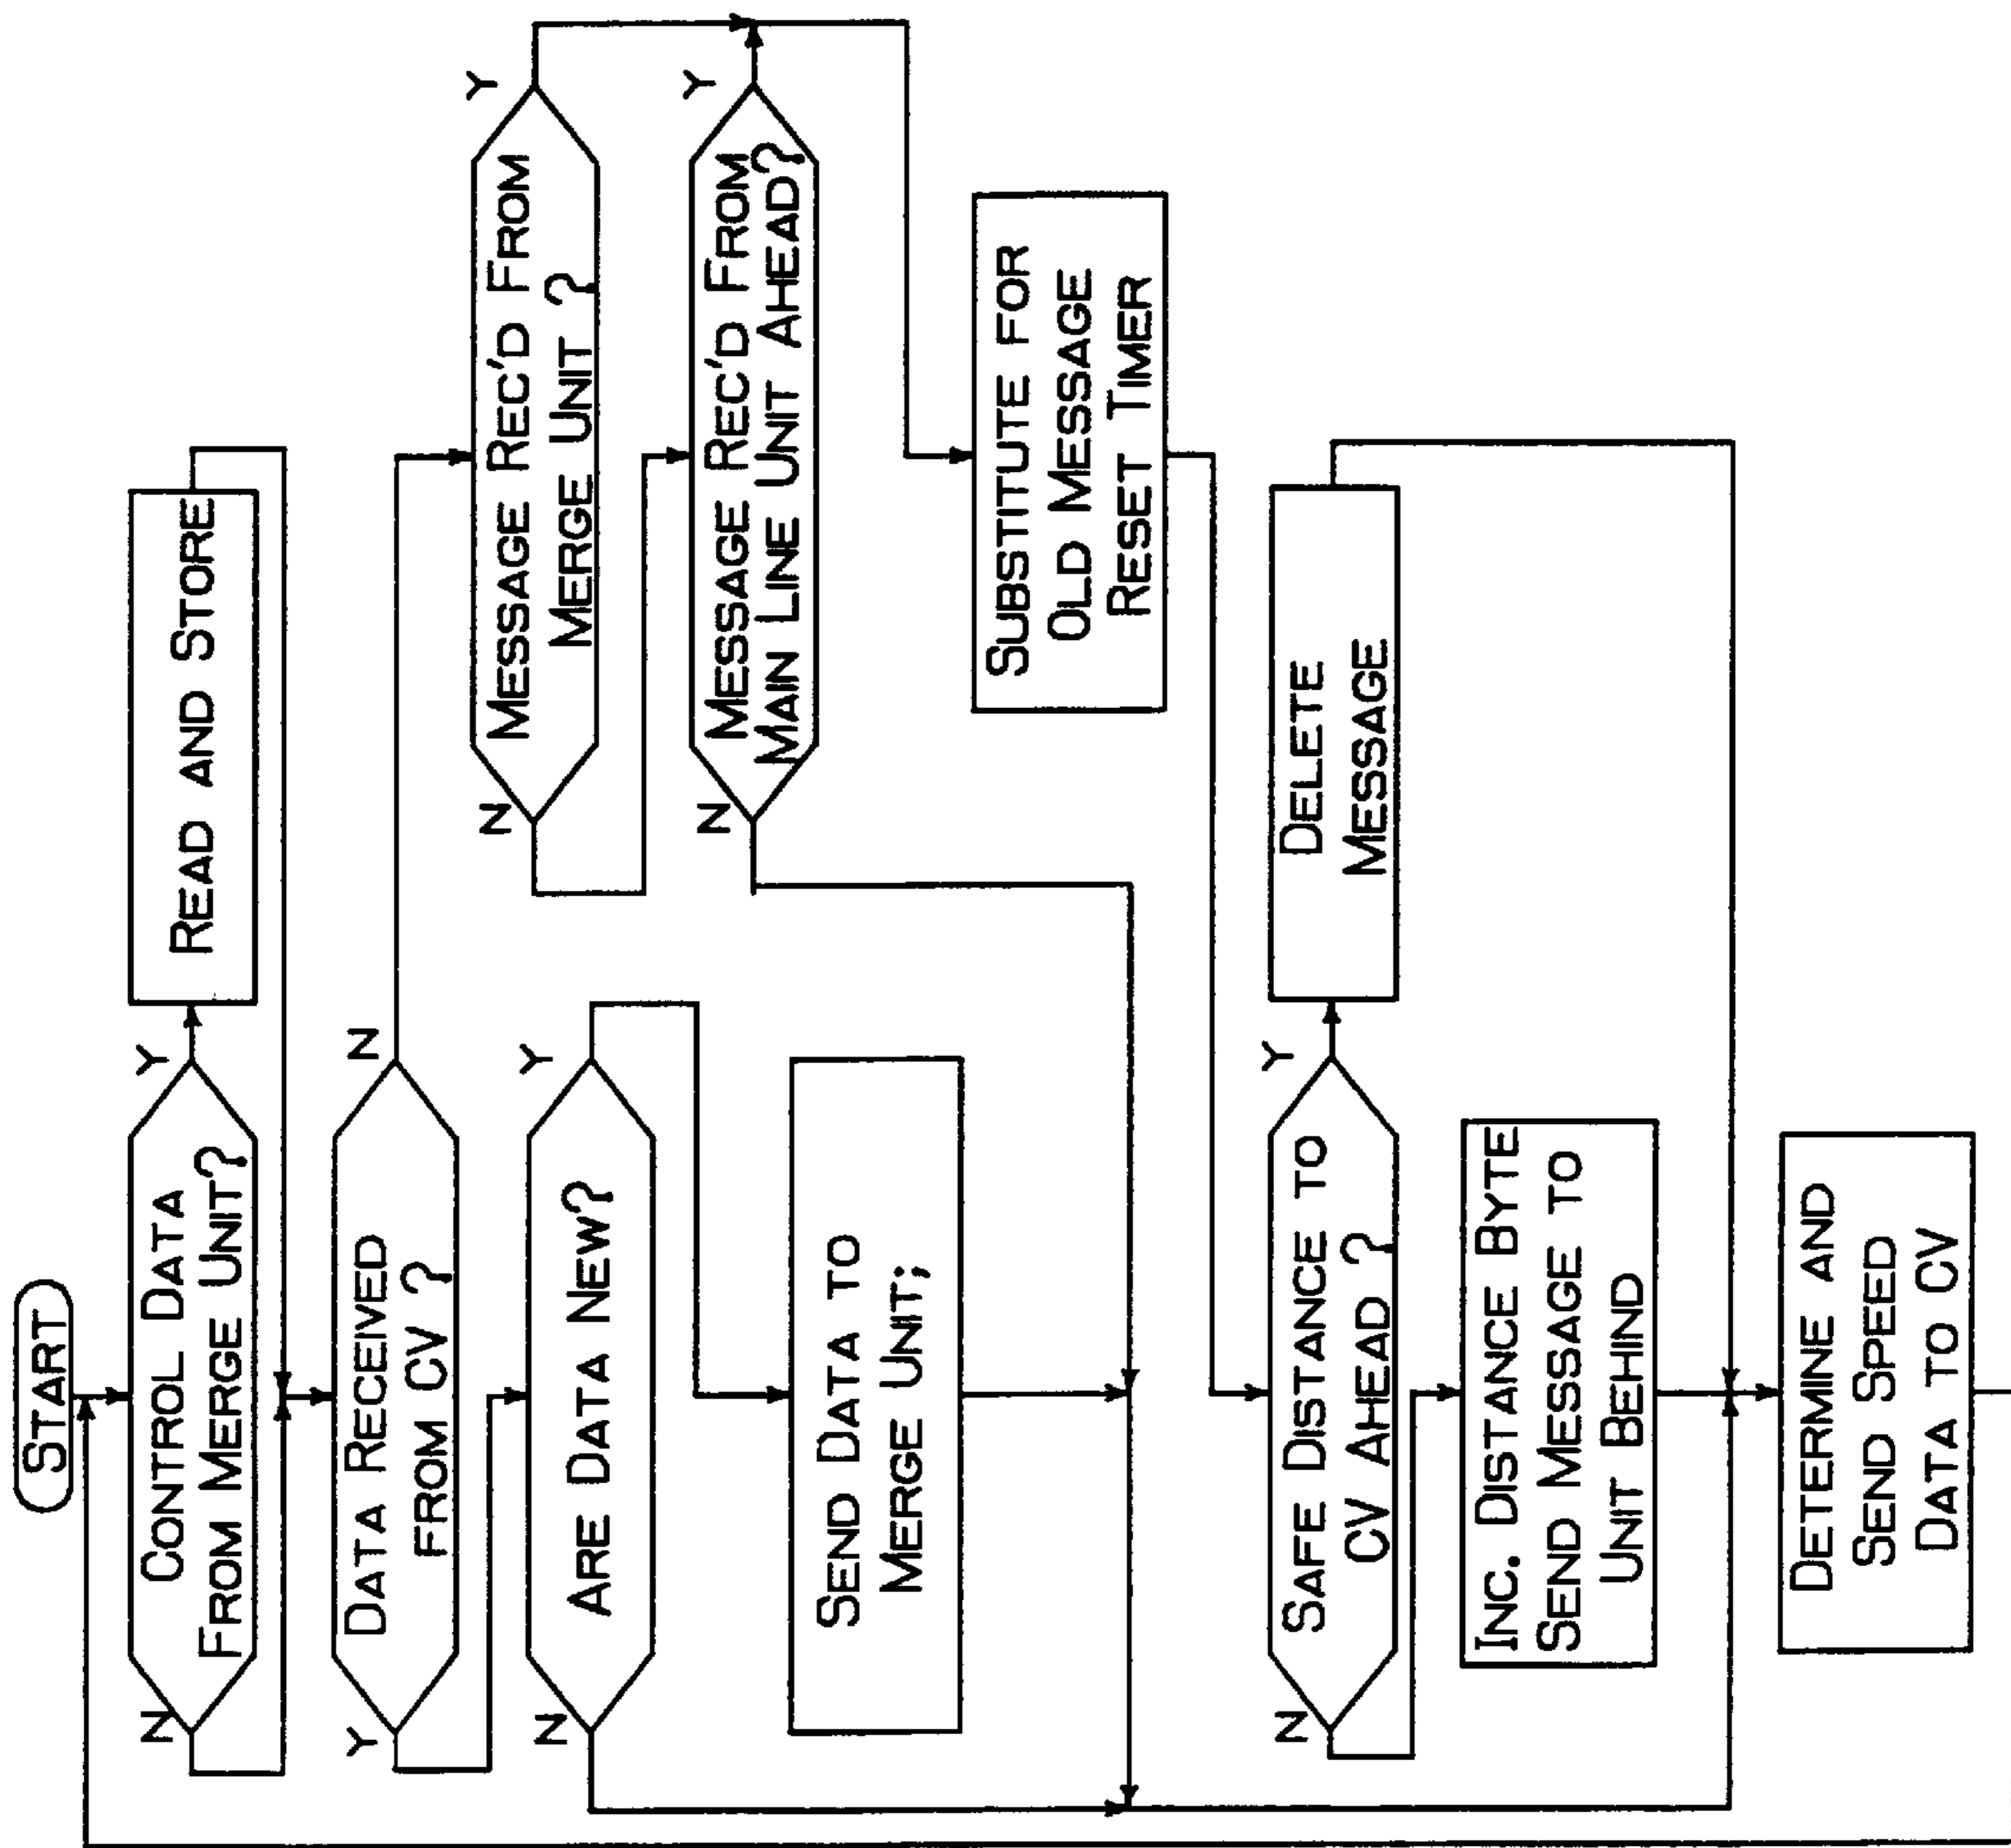 START
CONTROL DATA
FROM MERGE UNIT?
N
Y
READ AND STORE
DATA RECEIVED
FROM CV ?
Y
N
ARE DATA NEW?
N
Y
MESSAGE REC'D FROM
MERGE UNIT ?
N
Y
MESSAGE REC'D FROM
MAIN LINE UNIT AHEAD?
N
Y
SEND DATA TO
MERGE UNIT;
SUBSTITUTE FOR
OLD MESSAGE
RESET TIMER
SAFE DISTANCE TO
CV AHEAD ?
N
Y
DELETE
MESSAGE
INC. DISTANCE BYTE
SEND MESSAGE TO
UNIT BEHIND
DETERMINE AND
SEND SPEED
DATA TO CV